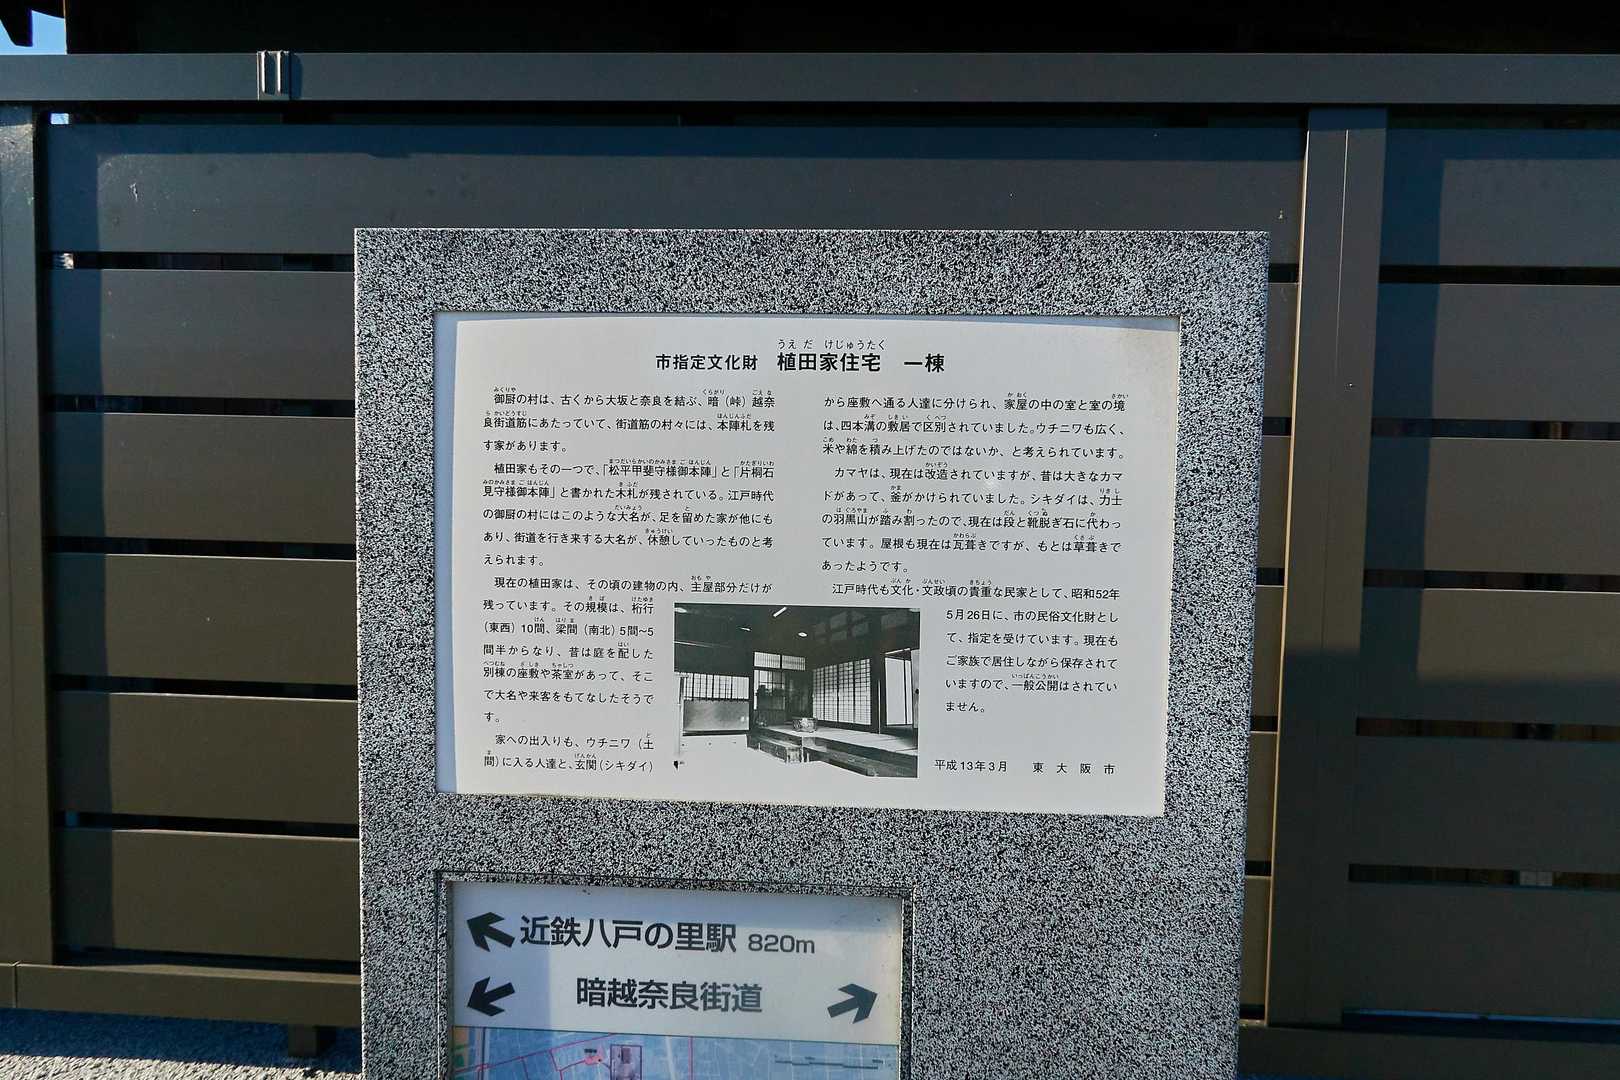 市指定文化財 植田家住宅 一棟
うえ だ けじゅうたく
御厨の村は、古くから大坂と奈良を結ぶ、暗(峠)越奈
良街道筋にあたっていて、街道筋の村々には、本陣札を残
す家があります。
植田家もその一つで、「松平甲斐守様御本陣」と「片桐石
見守様御本陣」と書かれた木札が残されている。江戸時代
の御厨の村にはこのような大名が、足を留めた家が他にも
あり、街道を行き来する大名が、休憩していったものと考
えられます。
現在の植田家は、その頃の建物の内、主屋部分だけが
残っています。その規模は、桁行
(東西)10間、梁間(南北)5間~5
間半からなり、昔は庭を配した
別棟の座敷や茶室があって、そこ
で大名や来客をもてなしたそうで
す。
家への出入りも、ウチニワ(土
間)に入る人達と、玄関(シキダイ)
から座敷へ通る人達に分けられ、家屋の中の室と室の境
は、四本溝の敷居で区別されていました。ウチニワも広く、
米や綿を積み上げたのではないか、と考えられています。
カマヤは、現在は改造されていますが、昔は大きなカマ
ドがあって、釜がかけられていました。シキダイは、力士
の羽黒山が踏み割ったので、現在は段と靴脱ぎ石に代わっ
ています。屋根も現在は瓦葺きですが、もとは草葺きで
あったようです。
江戸時代も文化・文政頃の貴重な民家として、昭和52年
5月26日に、市の民俗文化財とし
て、指定を受けています。現在も
ご家族で居住しながら保存されて
いますので、一般公開はされてい
ません。
平成13年3月 東大阪市
近鉄八戸の里駅 820m
暗越奈良街道